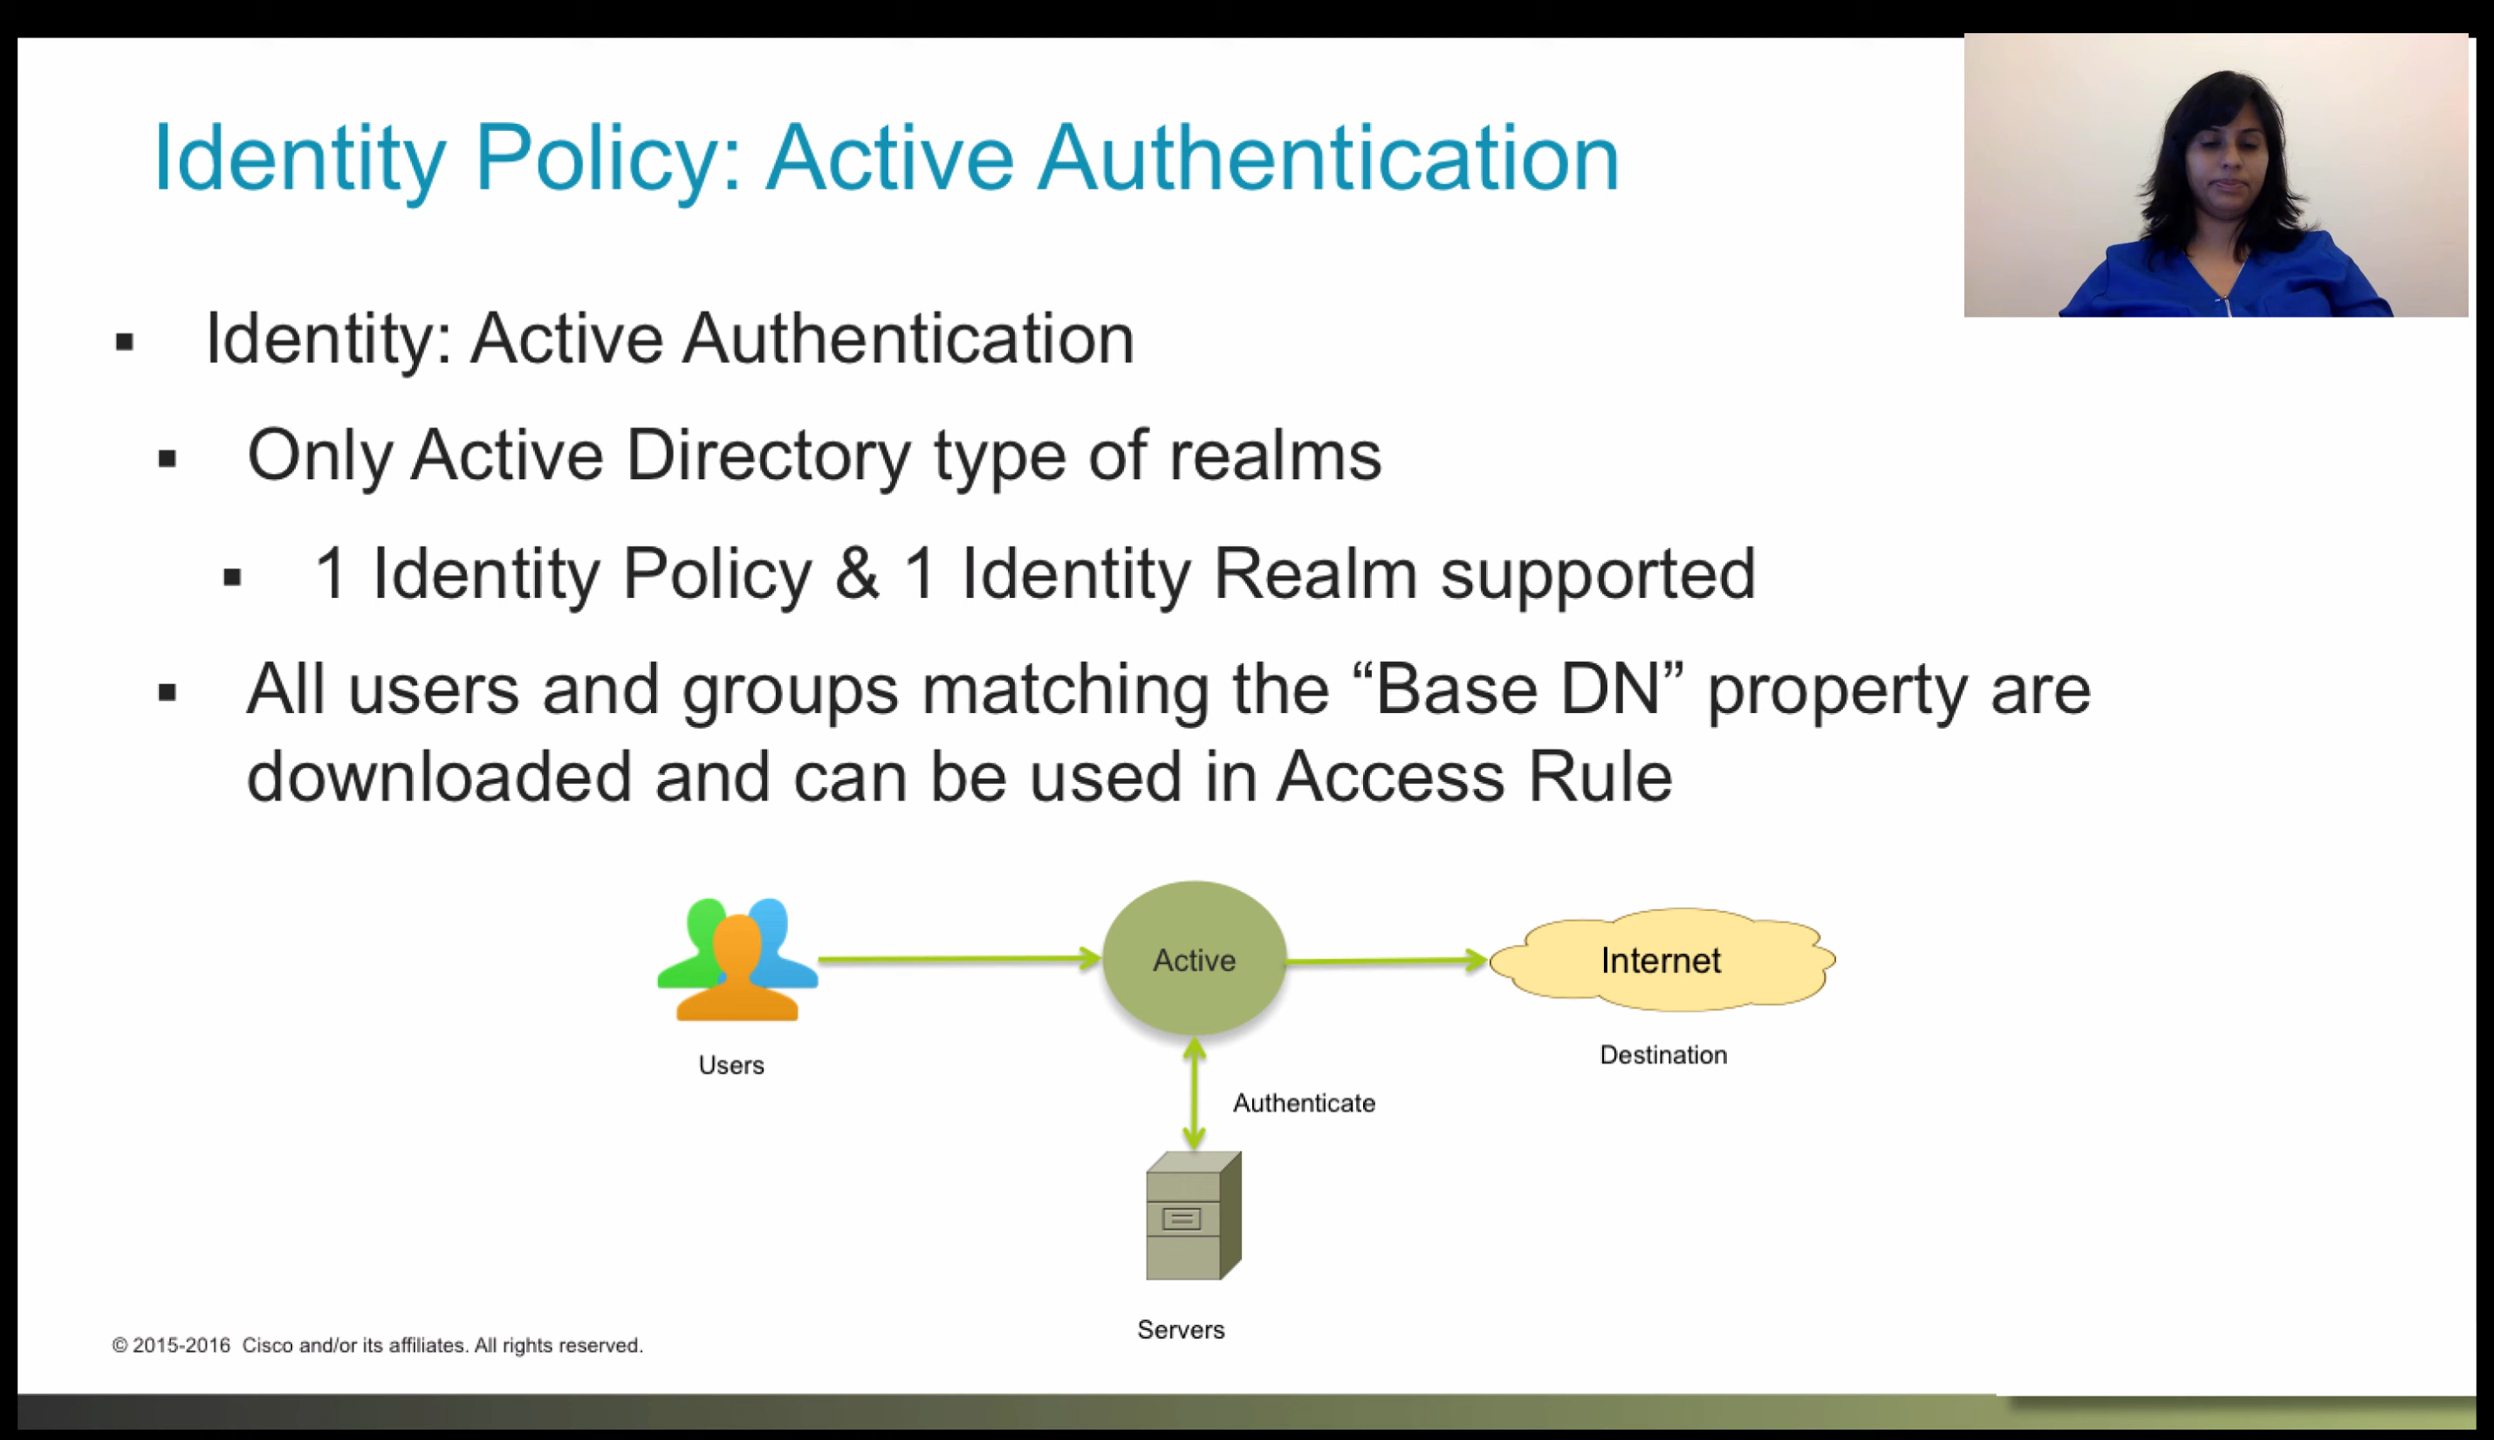 Identity Policy: Active Authentication
▪ Identity: Active Authentication
▪ Only Active Directory type of realms
▪ 1 Identity Policy & 1 Identity Realm supported
▪ All users and groups matching the “Base DN” property are
downloaded and can be used in Access Rule
Active
Internet
Users
Destination
Authenticate
Servers
© 2015-2016 Cisco and/or its affiliates. All rights reserved.